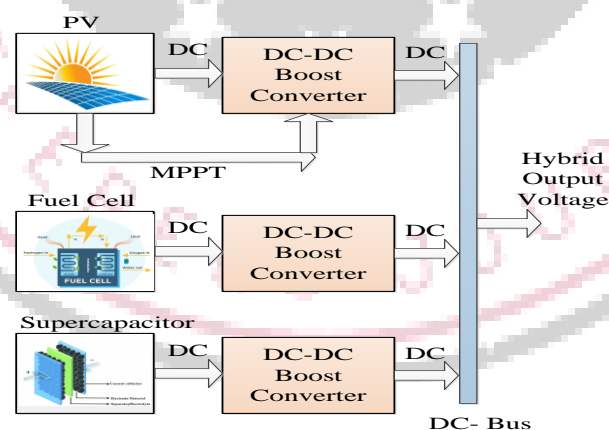 PV
DC
DC-DC
Boost
Converter
DC
MPPT
Hybrid
Output
Voltage
Fuel Cell
DC
DC-DC
Boost
Converter
DC
FUEL CELL
Supercapacitor
DC
DC-DC
Boost
Converter
DC
DC- Bus